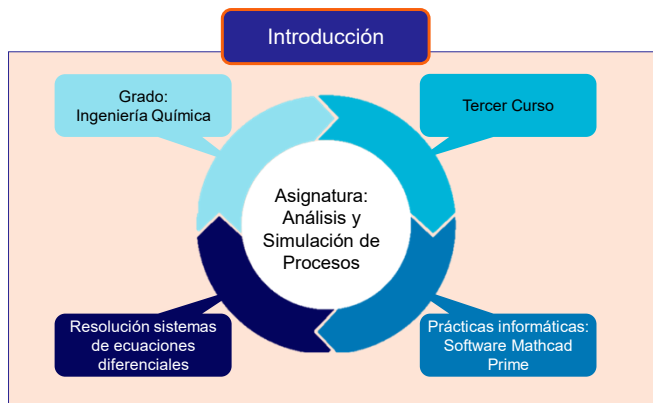 Introducción
Grado:
Ingeniería Química
Tercer Curso
Asignatura:
Análisis y
Simulación de
Procesos
Resolución sistemas
de ecuaciones
diferenciales
Prácticas informáticas:
Software Mathcad
Prime